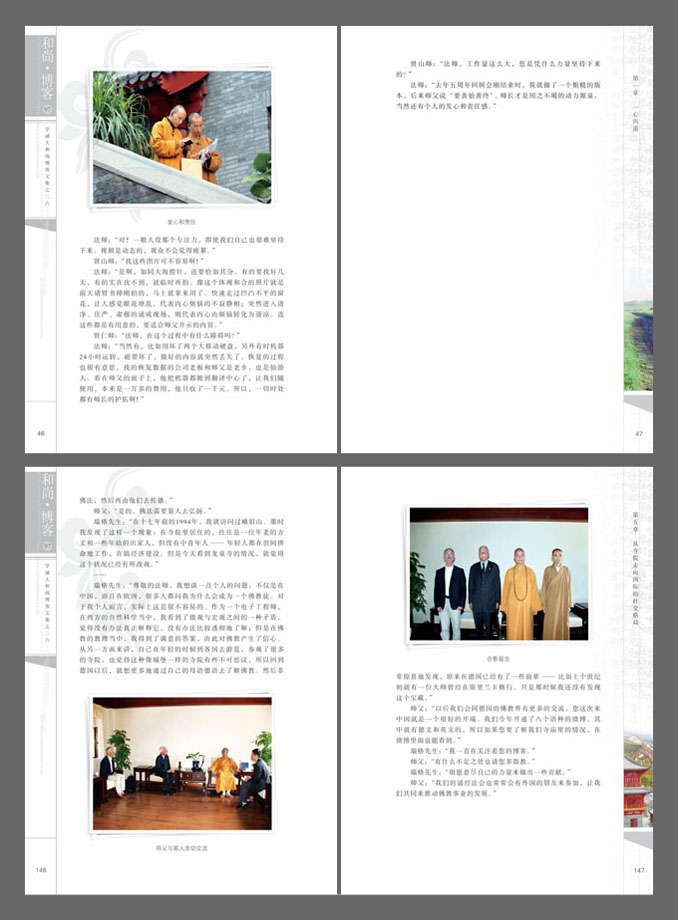 和尚·博客
学诚大和尚博客文集之二八
发心和责任
法师：“对！一般人没那个专注力，即使我们自己也很难坚持
下来。视频是动态的，观众不会觉得疲累。”
贤山师：“找这些图片可不容易啊！”
法师：“是啊，如同大海捞针，还要恰如其分。有的要找好几
天，有的实在找不到，就临时再拍。像这个体现和合的照片就是
前天请贤书师刚拍的，马上就拿来用了。快速走过凹凸不平的窗
花，让人感觉眼花缭乱，代表内心烦恼的不寂静相；突然进入清
净、庄严、肃穆的诵戒现场，则代表内心由烦恼转化为清凉。选
这些都是有用意的，要适合师父开示的内容。”
贤仁师：“法师，在这个过程中有什么障碍吗？”
法师：“当然有，比如用坏了两个大移动硬盘，另外有时机器
24小时运转，磁带坏了，做好的内容就突然丢失了。恢复的过程
也很有意思，找的恢复数据的公司老板和师父是老乡，也是仙游
人。看在师父的面子上，他把机器都搬到翻译中心了，让我们随
便用，本来是一万多的费用，他只收了一千元。所以，一切时处
都有师长的护佑啊！”
46
贤山师：“法师，工作量这么大，您是凭什么力量坚持下来
的？”
法师：“去年五周年回顾会刚结束时，我就做了一个粗糙的版
本，后来师父说‘要善始善终’。师长才是用之不竭的动力源泉，
当然还有个人的发心和责任感。”
第一章 一心向道
47
和尚·博客
学诚大和尚博客文集之二八
佛法，然后再由他们去传播。”
师父：“是的，佛法需要靠人去弘扬。”
瑞格先生：“在十七年前的1994年，我就访问过峨眉山。那时
我发现了这样一个现象：在寺院里居住的，往往是一位年老的方
丈和一些年幼的出家人，但没有中青年人——年轻人都在世间拼
命地工作，在搞经济建设。但是今天看到龙泉寺的情况，就觉得
这个状况已经有所改观。”
……
瑞格先生：“尊敬的法师，我想谈一点个人的问题：不仅是在
中国，而且在欧洲，很多人都问我为什么会成为一个佛教徒。对
于我个人而言，实际上这是很不容易的。作为一个电子工程师，
在西方的自然科学当中，我看到了微观与宏观之间的一种矛盾，
觉得没有办法真正解释它，没有办法比较透彻地了解；但是在佛
教的教理当中，我得到了满意的答案，由此对佛教产生了信心。
从另一方面来讲，自己在年轻的时候到各国去游览，参观了很多
的寺院，也觉得这种像城堡一样的寺院有些不可思议，所以回到
德国以后，就想更多地通过自己的母语德语去了解佛教。然后非
师父与客人亲切交流
146
合影留念
常惊喜地发现，原来在德国已经有了一些前辈——比如上个世纪
初就有一位大师曾经在斯里兰卡修行，只是那时候我还没有发现
这个宝藏。”
师父：“以后我们会同德国的佛教界有更多的交流，您这次来
中国就是一个很好的开端。我们今年开通了八个语种的微博，其
中就有德文和英文的。所以如果您要了解我们寺庙里的情况，在
微博里面也能看到。”
瑞格先生：“我一直在关注着您的博客。”
师父：“有什么不足之处也请您多指教。”
瑞格先生：“很愿意尽自己的力量来做出一些贡献。”
师父：“我们的诵经法会也常常会有外国的朋友来参加，让我
们共同来推动佛教事业的发展。”
第五章 从寺院走向国际的社交格局
147